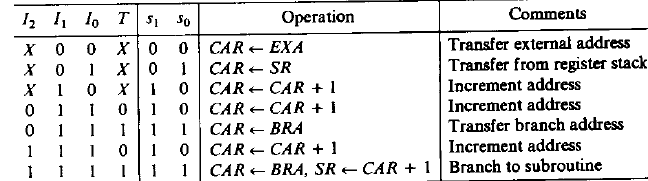 I₂ I₁ I₀ T s₁ s₀ Operation Comments
X 0 0 X 0 0 CAR ← EXA Transfer external address
X 0 1 X 0 1 CAR ← SR Transfer from register stack
X 1 0 X 1 0 CAR ← CAR + 1 Increment address
0 1 1 0 1 0 CAR ← CAR + 1 Increment address
0 1 1 1 1 1 CAR ← BRA Transfer branch address
1 1 1 0 1 0 CAR ← CAR + 1 Increment address
1 1 1 1 1 1 CAR ← BRA, SR ← CAR + 1 Branch to subroutine